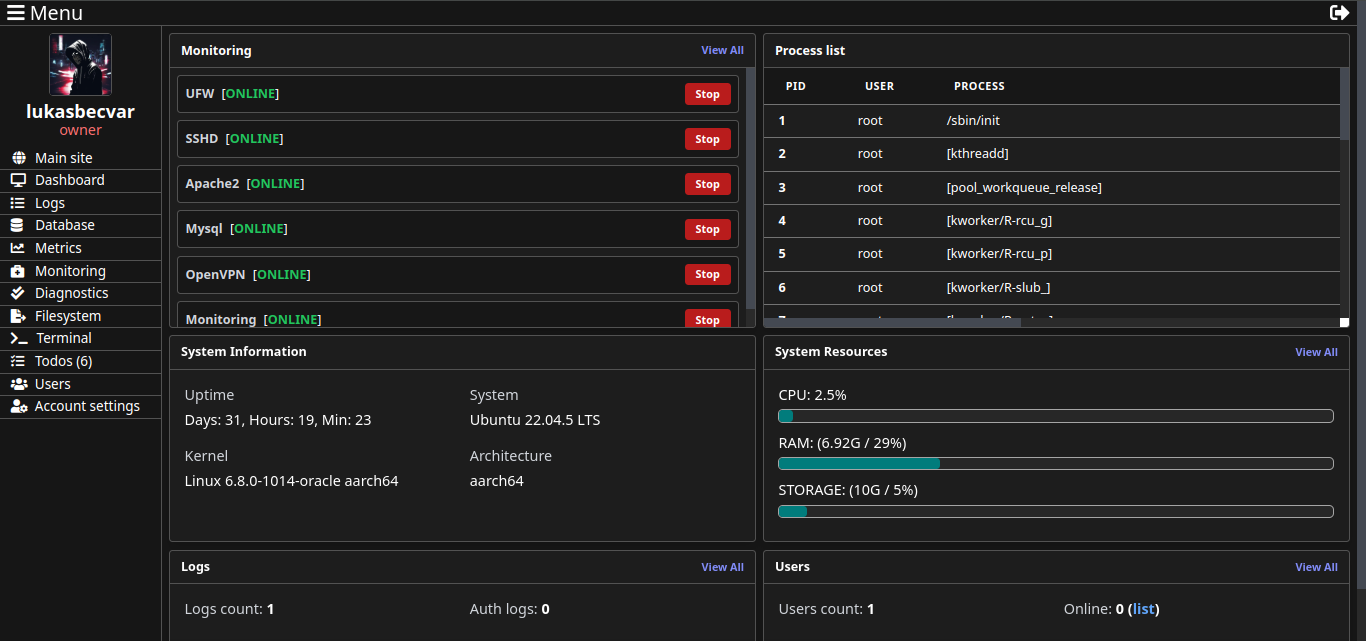 Menu
lukasbecvar
owner
Main site
Dashboard
Logs
Database
Metrics
Monitoring
Diagnostics
Filesystem
Terminal
Todos (6)
Users
Account settings
Monitoring View All
UFW [ONLINE] Stop
SSHD [ONLINE] Stop
Apache2 [ONLINE] Stop
Mysql [ONLINE] Stop
OpenVPN [ONLINE] Stop
Monitoring [ONLINE] Stop
Process list
PID USER PROCESS
1 root /sbin/init
2 root [kthreadd]
3 root [pool_workqueue_release]
4 root [kworker/R-rcu_g]
5 root [kworker/R-rcu_p]
6 root [kworker/R-slub_]
System Information
Uptime System
Days: 31, Hours: 19, Min: 23 Ubuntu 22.04.5 LTS
Kernel Architecture
Linux 6.8.0-1014-oracle aarch64 aarch64
System Resources View All
CPU: 2.5%
RAM: (6.92G / 29%)
STORAGE: (10G / 5%)
Logs View All
Logs count: 1 Auth logs: 0
Users View All
Users count: 1 Online: 0 (list)